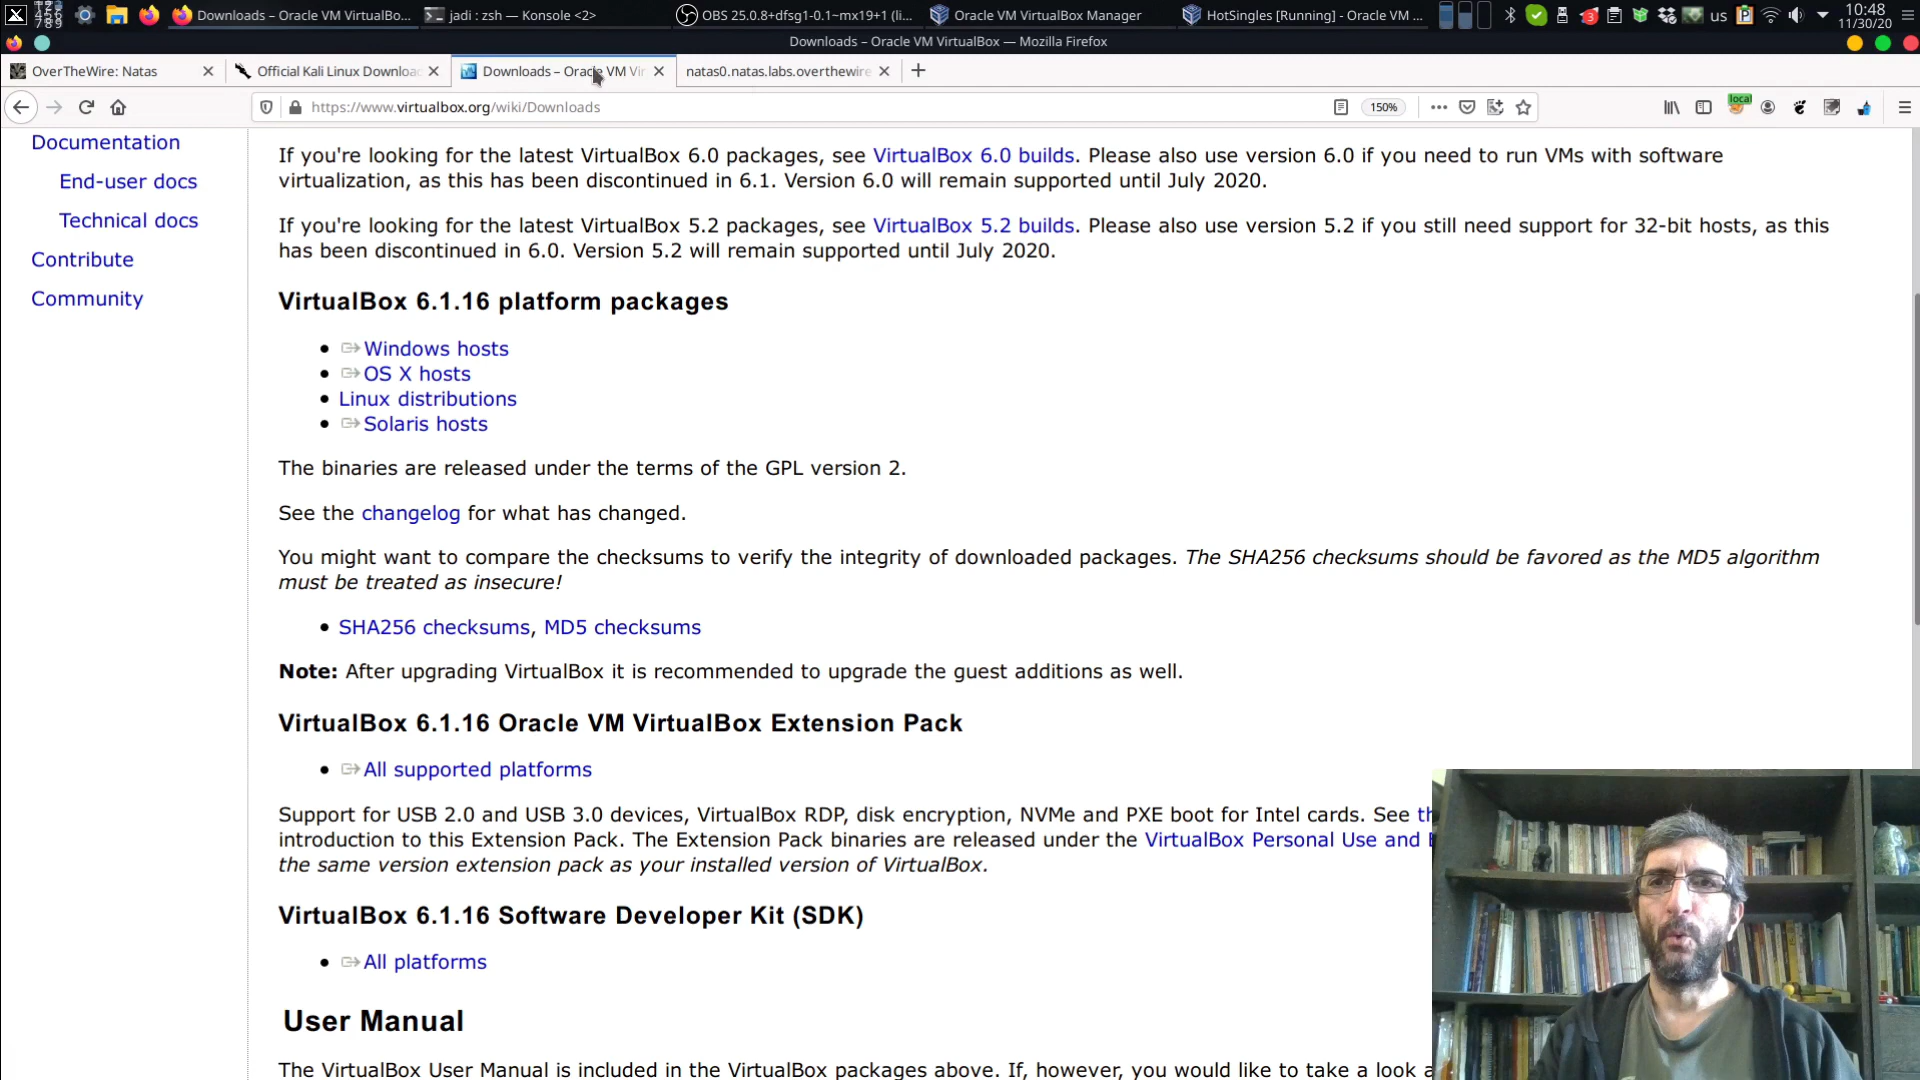 Downloads – Oracle VM VirtualBo... jadi : zsh — Konsole <2> OBS 25.0.8+dfsg1-0.1~mx19+1 (li... Oracle VM VirtualBox Manager HotSingles [Running] - Oracle VM ... us 10:48
11/30/20
Downloads – Oracle VM VirtualBox — Mozilla Firefox
OverTheWire: Natas Official Kali Linux Downloa Downloads – Oracle VM Vir natas0.natas.labs.overthewire
https://www.virtualbox.org/wiki/Downloads 150% local
Documentation
End-user docs
Technical docs
Contribute
Community
If you're looking for the latest VirtualBox 6.0 packages, see VirtualBox 6.0 builds. Please also use version 6.0 if you need to run VMs with software
virtualization, as this has been discontinued in 6.1. Version 6.0 will remain supported until July 2020.
If you're looking for the latest VirtualBox 5.2 packages, see VirtualBox 5.2 builds. Please also use version 5.2 if you still need support for 32-bit hosts, as this
has been discontinued in 6.0. Version 5.2 will remain supported until July 2020.
VirtualBox 6.1.16 platform packages
• Windows hosts
• OS X hosts
• Linux distributions
• Solaris hosts
The binaries are released under the terms of the GPL version 2.
See the changelog for what has changed.
You might want to compare the checksums to verify the integrity of downloaded packages. The SHA256 checksums should be favored as the MD5 algorithm
must be treated as insecure!
• SHA256 checksums, MD5 checksums
Note: After upgrading VirtualBox it is recommended to upgrade the guest additions as well.
VirtualBox 6.1.16 Oracle VM VirtualBox Extension Pack
• All supported platforms
Support for USB 2.0 and USB 3.0 devices, VirtualBox RDP, disk encryption, NVMe and PXE boot for Intel cards. See
introduction to this Extension Pack. The Extension Pack binaries are released under the VirtualBox Personal Use and
the same version extension pack as your installed version of VirtualBox.
VirtualBox 6.1.16 Software Developer Kit (SDK)
• All platforms
User Manual
The VirtualBox User Manual is included in the VirtualBox packages above. If, however, you would like to take a look a